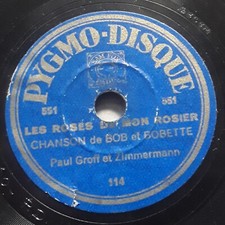 PYGMO-DISQUE
551 551
LES ROSES DE MON ROSIER
CHANSON de BOB et BOBETTE
Paul Groff et Zimmermann
114